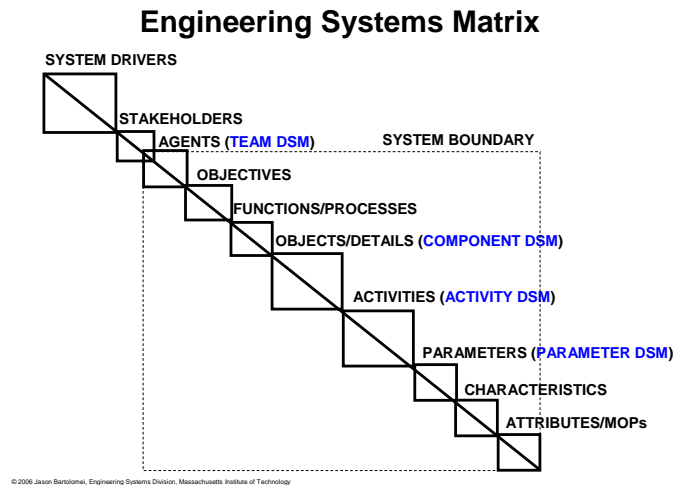 Engineering Systems Matrix
SYSTEM DRIVERS
STAKEHOLDERS
AGENTS (TEAM DSM)
SYSTEM BOUNDARY
OBJECTIVES
FUNCTIONS/PROCESSES
OBJECTS/DETAILS (COMPONENT DSM)
ACTIVITIES (ACTIVITY DSM)
PARAMETERS (PARAMETER DSM)
CHARACTERISTICS
ATTRIBUTES/MOPs
© 2006 Jason Bartolomei, Engineering Systems Division, Massachusetts Institute of Technology